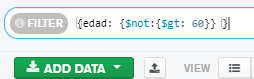 FILTER {edad: {$not:{$gt: 60}} }
ADD DATA VIEW